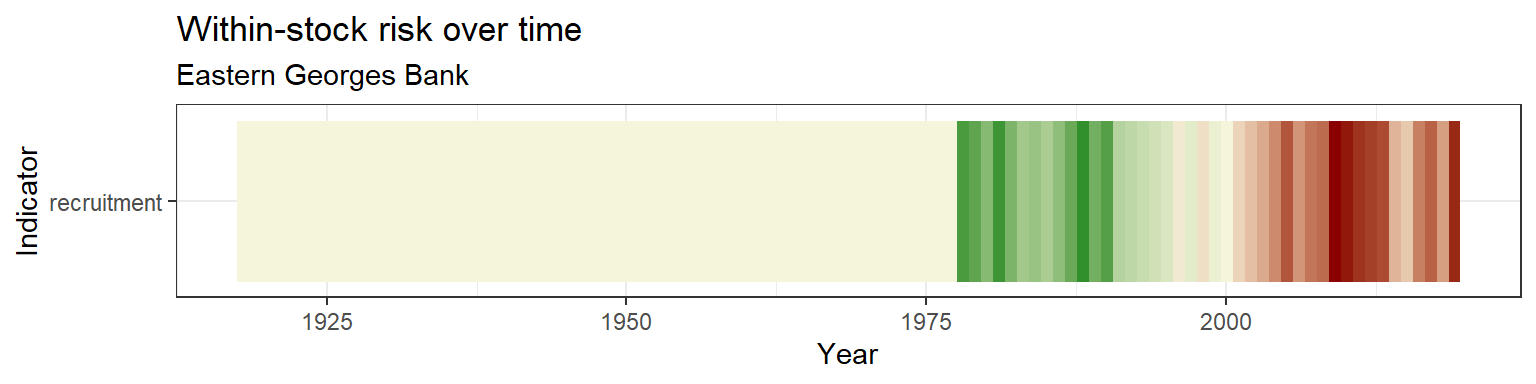 Within-stock risk over time
Eastern Georges Bank
Indicator
recruitment
1925 1950 1975 2000
Year